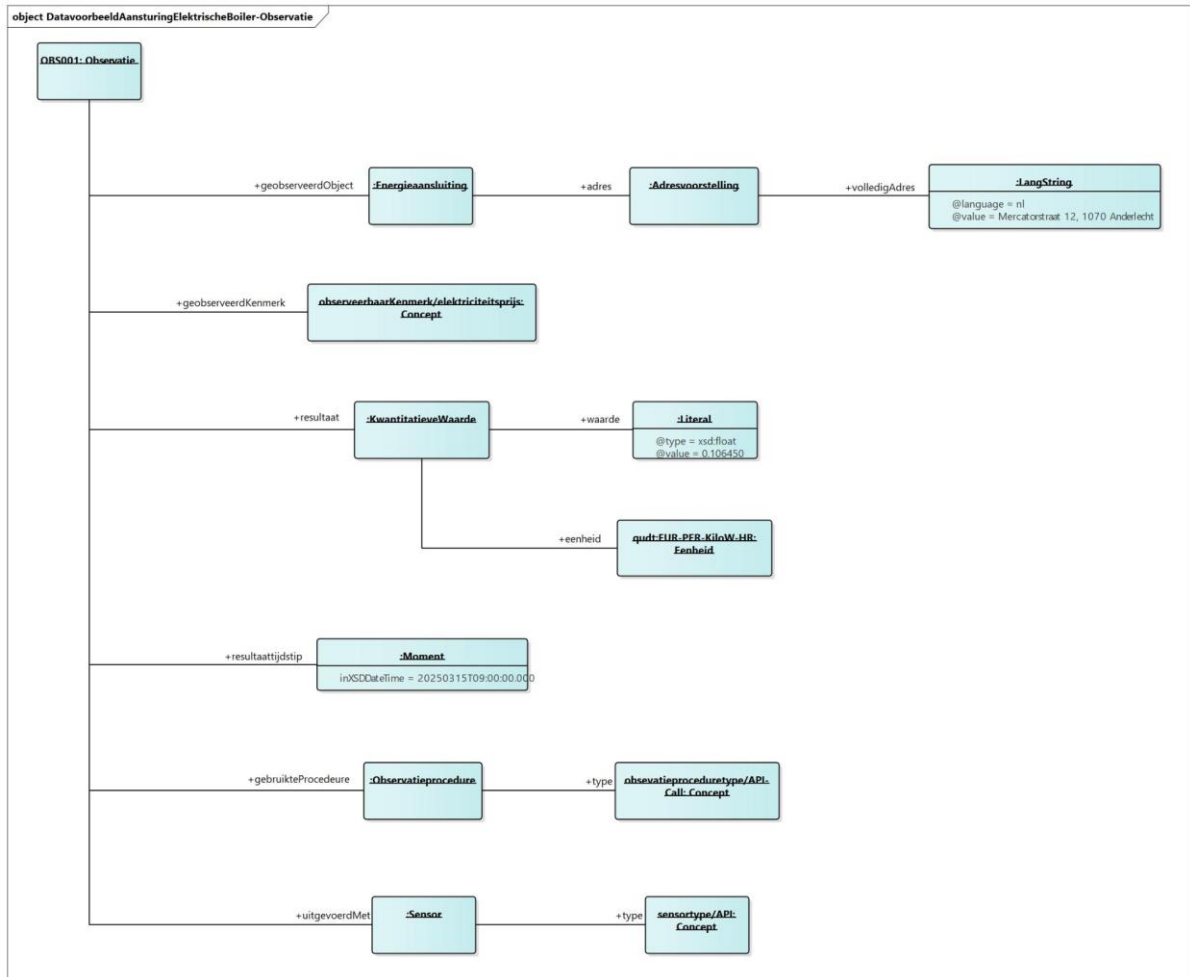 object DatavoorbeeldAansturingElektrischeBoiler-Observatie
OBS001: Observatie
+geobserveerdObject
:Energieaansluiting
+adres
:Adresvoorstelling
+volledigAdres
:LangString
@language = nl
@value = Mercatorstraat 12, 1070 Anderlecht
+geobserveerdKenmerk
observeerbaarKenmerk/elektriciteitsprijs:
Concept
+resultaat
:KwantitatieveWaarde
+waarde
:Literal
@type = xsd:float
@value = 0.106450
+eenheid
qudt:EUR-PER-KiloW-HR:
Eenheid
+resultaattijdstip
:Moment
inXSDDateTime = 20250315T09:00:00.000
+gebruikteProcedeure
:Observatieprocedure
+type
obsevatieproceduretype/API-
Call: Concept
+uitgevoerdMet
:Sensor
+type
sensortype/API:
Concept